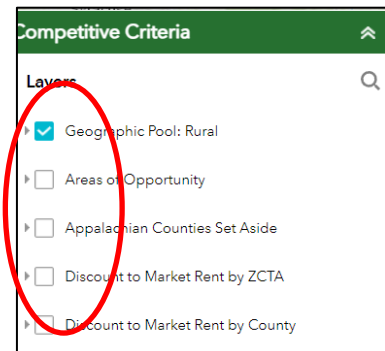 Competitive Criteria
Layers
Geographic Pool: Rural
Areas of Opportunity
Appalachian Counties Set Aside
Discount to Market Rent by ZCTA
Discount to Market Rent by County